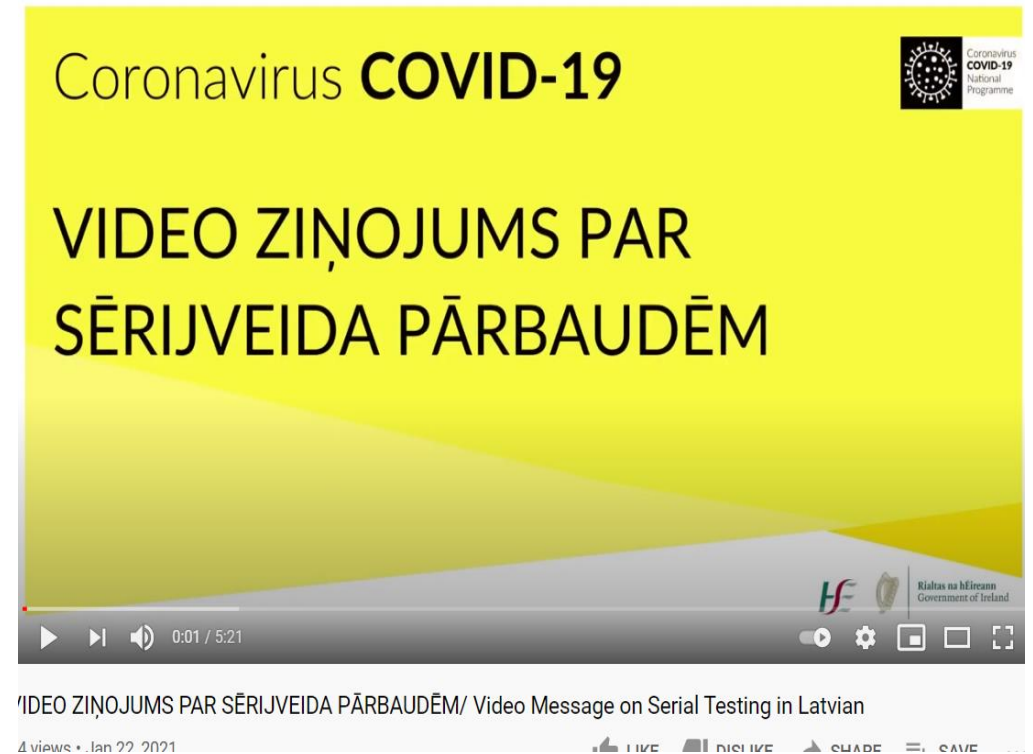 Coronavirus COVID-19
Coronavirus
COVID-19
National
Programme
VIDEO ZIŅOJUMS PAR
SĒRIJVEIDA PĀRBAUDĒM
Rialtas na hÉireann
Government of Ireland
0:01 / 5:21
VIDEO ZIŅOJUMS PAR SĒRIJVEIDA PĀRBAUDĒM/ Video Message on Serial Testing in Latvian
4 views • Jan 22, 2021
LIKE DISLIKE SHARE SAVE